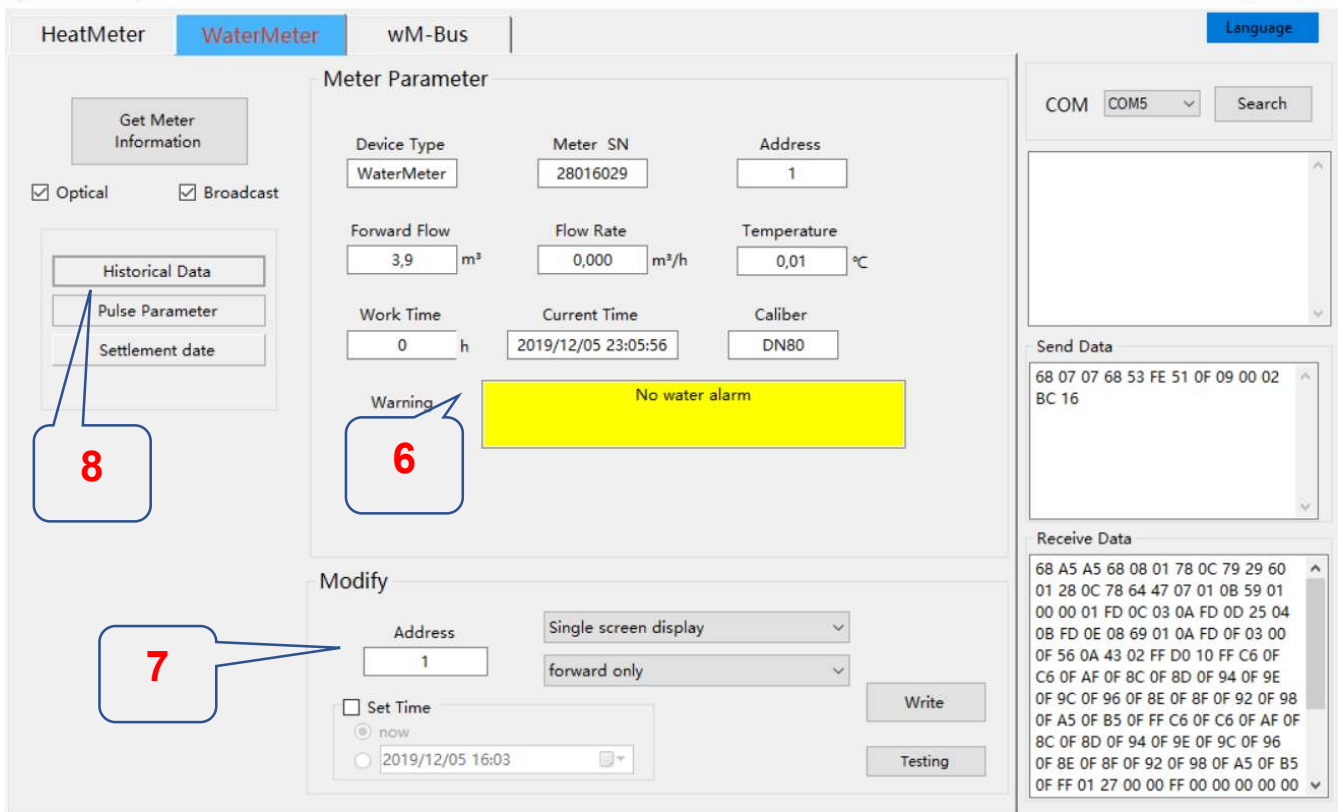 HeatMeter
WaterMeter
wM-Bus
Language
Get Meter
Information
Optical
Broadcast
Historical Data
Pulse Parameter
Settlement date
8
Meter Parameter
Device Type
Meter SN
Address
WaterMeter
28016029
1
Forward Flow
Flow Rate
Temperature
3,9 m³
0,000 m³/h
0,01 ℃
Work Time
Current Time
Caliber
0 h
2019/12/05 23:05:56
DN80
Warning
No water alarm
6
Modify
7
Address
1
Single screen display
forward only
Set Time
now
2019/12/05 16:03
Write
Testing
COM
COM5
Search
Send Data
68 07 07 68 53 FE 51 0F 09 00 02
BC 16
Receive Data
68 A5 A5 68 08 01 78 0C 79 29 60
01 28 0C 78 64 47 07 01 0B 59 01
00 00 01 FD 0C 03 0A FD 0D 25 04
0B FD 0E 08 69 01 0A FD 0F 03 00
0F 56 0A 43 02 FF D0 10 FF C6 0F
C6 0F AF 0F 8C 0F 8D 0F 94 0F 9E
0F 9C 0F 96 0F 8E 0F 8F 0F 92 0F 98
0F A5 0F B5 0F FF C6 0F C6 0F AF 0F
8C 0F 8D 0F 94 0F 9E 0F 9C 0F 96
0F 8E 0F 8F 0F 92 0F 98 0F A5 0F B5
0F FF 01 27 00 00 FF 00 00 00 00 00